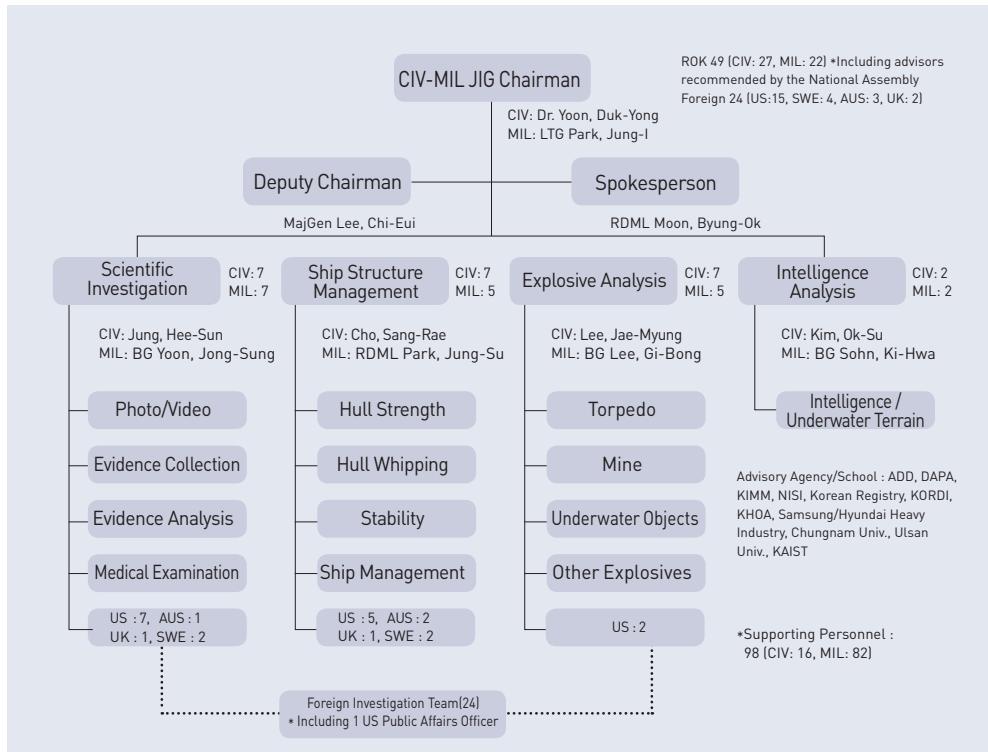 CIV-MIL JIG Chairman
ROK 49 (CIV: 27, MIL: 22) *Including advisors
recommended by the National Assembly
Foreign 24 (US:15, SWE: 4, AUS: 3, UK: 2)
CIV: Dr. Yoon, Duk-Yong
MIL: LTG Park, Jung-I
Deputy Chairman
Spokesperson
MajGen Lee, Chi-Eui
RDML Moon, Byung-Ok
Scientific
Investigation
CIV: 7
MIL: 7
Ship Structure
Management
CIV: 7
MIL: 5
Explosive Analysis
CIV: 7
MIL: 5
Intelligence
Analysis
CIV: 2
MIL: 2
CIV: Jung, Hee-Sun
MIL: BG Yoon, Jong-Sung
CIV: Cho, Sang-Rae
MIL: RDML Park, Jung-Su
CIV: Lee, Jae-Myung
MIL: BG Lee, Gi-Bong
CIV: Kim, Ok-Su
MIL: BG Sohn, Ki-Hwa
Photo/Video
Evidence Collection
Evidence Analysis
Medical Examination
US : 7, AUS : 1
UK : 1, SWE : 2
Hull Strength
Hull Whipping
Stability
Ship Management
US : 5, AUS : 2
UK : 1, SWE : 2
Torpedo
Mine
Underwater Objects
Other Explosives
US : 2
Intelligence /
Underwater Terrain
Advisory Agency/School : ADD, DAPA,
KIMM, NISI, Korean Registry, KORDI,
KHOA, Samsung/Hyundai Heavy
Industry, Chungnam Univ., Ulsan
Univ., KAIST
*Supporting Personnel :
98 (CIV: 16, MIL: 82)
Foreign Investigation Team(24)
* Including 1 US Public Affairs Officer